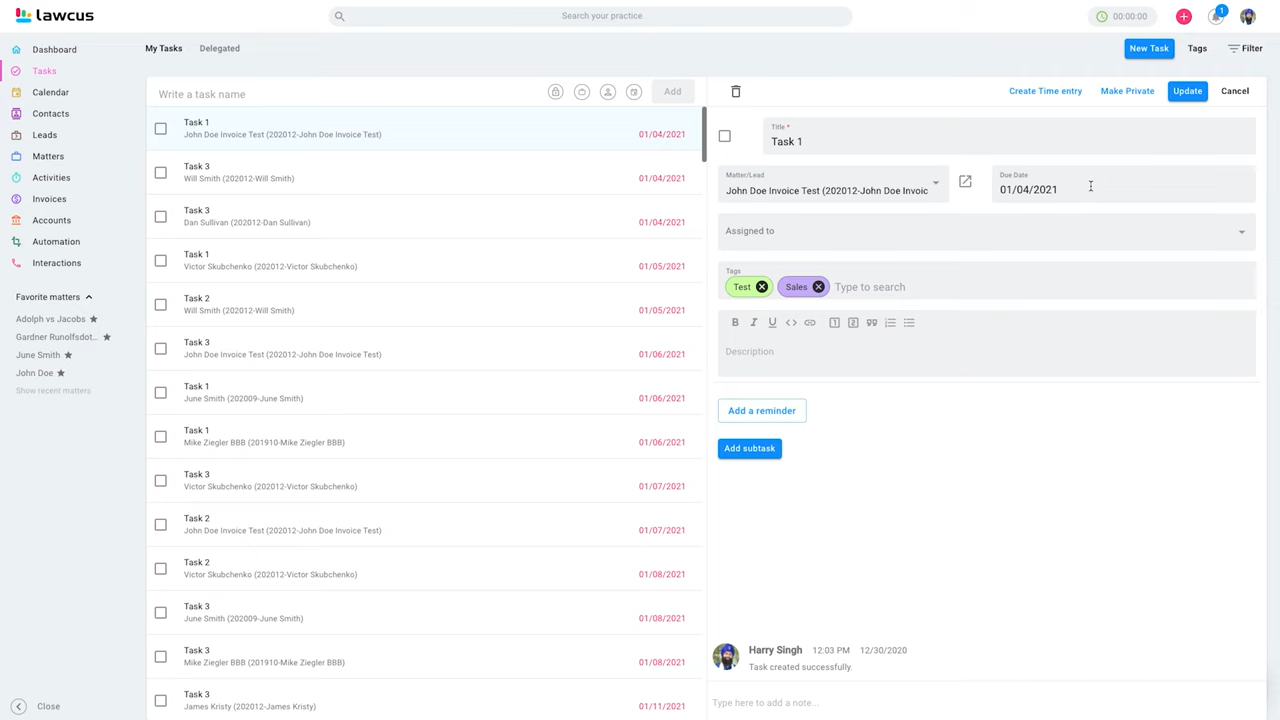 lawcus
Search your practice
00:00:00
1
Dashboard
Tasks
Calendar
Contacts
Leads
Matters
Activities
Invoices
Accounts
Automation
Interactions
Favorite matters
Adolph vs Jacobs
Gardner Runolfsdot...
June Smith
John Doe
Show recent matters
Close
My Tasks Delegated
New Task Tags Filter
Write a task name
Add
Task 1
John Doe Invoice Test (202012-John Doe Invoice Test) 01/04/2021
Task 3
Will Smith (202012-Will Smith) 01/04/2021
Task 3
Dan Sullivan (202012-Dan Sullivan) 01/04/2021
Task 1
Victor Skubchenko (202012-Victor Skubchenko) 01/05/2021
Task 2
Will Smith (202012-Will Smith) 01/05/2021
Task 3
John Doe Invoice Test (202012-John Doe Invoice Test) 01/06/2021
Task 1
June Smith (202009-June Smith) 01/06/2021
Task 1
Mike Ziegler BBB (201910-Mike Ziegler BBB) 01/06/2021
Task 3
Victor Skubchenko (202012-Victor Skubchenko) 01/07/2021
Task 2
John Doe Invoice Test (202012-John Doe Invoice Test) 01/07/2021
Task 2
Victor Skubchenko (202012-Victor Skubchenko) 01/08/2021
Task 3
June Smith (202009-June Smith) 01/08/2021
Task 3
Mike Ziegler BBB (201910-Mike Ziegler BBB) 01/08/2021
Task 3
James Kristy (202012-James Kristy) 01/11/2021
Create Time entry Make Private Update Cancel
Title *
Task 1
Matter/Lead
John Doe Invoice Test (202012-John Doe Invoic
Due Date
01/04/2021
Assigned to
Tags
Test Sales Type to search
B I U <> 1 2
Description
Add a reminder
Add subtask
Harry Singh 12:03 PM 12/30/2020
Task created successfully.
Type here to add a note...